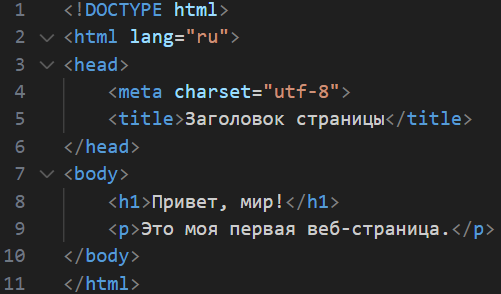 1 <!DOCTYPE html>
2 <html lang="ru">
3 <head>
4     <meta charset="utf-8">
5     <title>Заголовок страницы</title>
6 </head>
7 <body>
8     <h1>Привет, мир!</h1>
9     <p>Это моя первая веб-страница.</p>
10 </body>
11 </html>